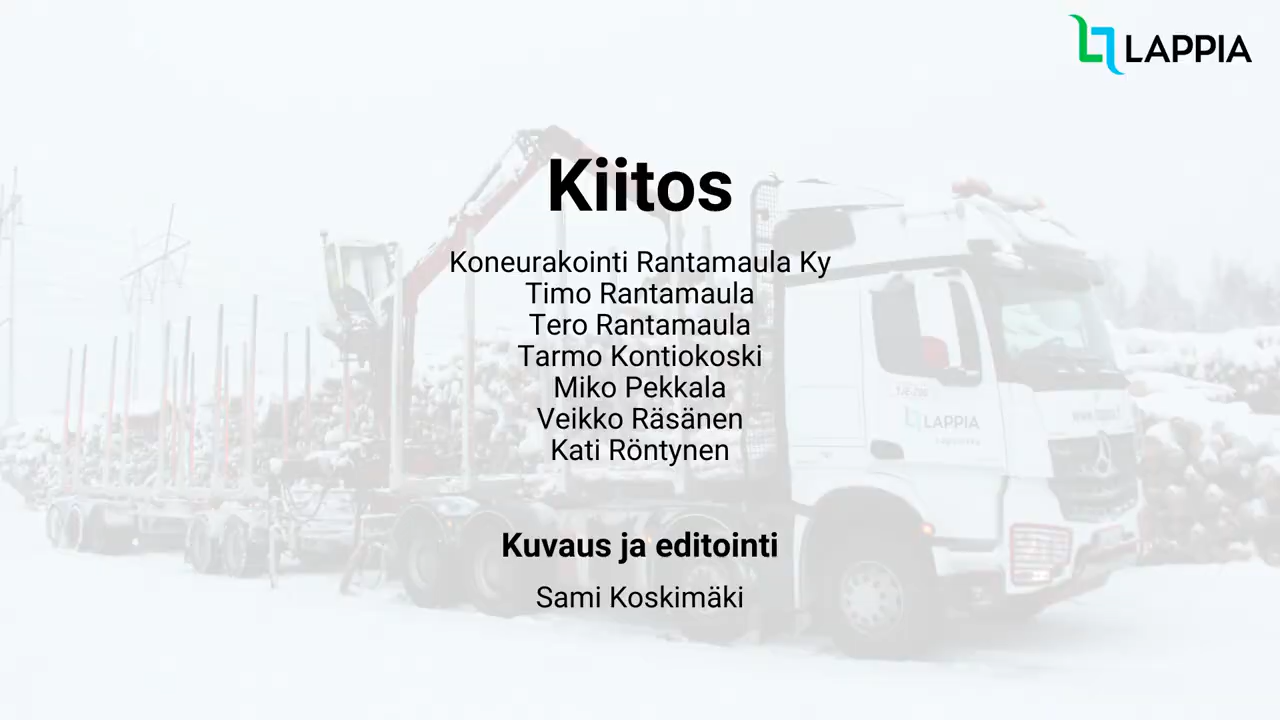 LAPPIA
Kiitos
Koneurakointi Rantamaula Ky
Timo Rantamaula
Tero Rantamaula
Tarmo Kontiokoski
Miko Pekkala
Veikko Räsänen
Kati Röntynen
LAPPIA
Kuvaus ja editointi
Sami Koskimäki